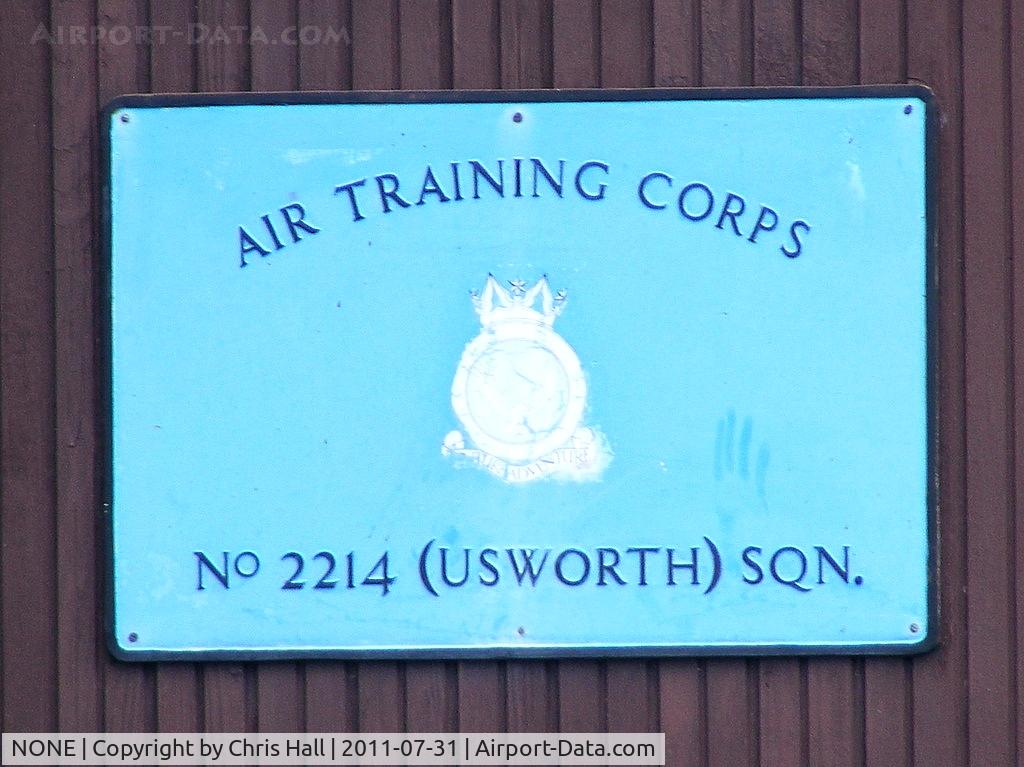 AIRPORT-DATA.COM
AIR TRAINING CORPS
ADVENTURE
No 2214 (USWORTH) SQN.
NONE | Copyright by Chris Hall | 2011-07-31 | Airport-Data.com